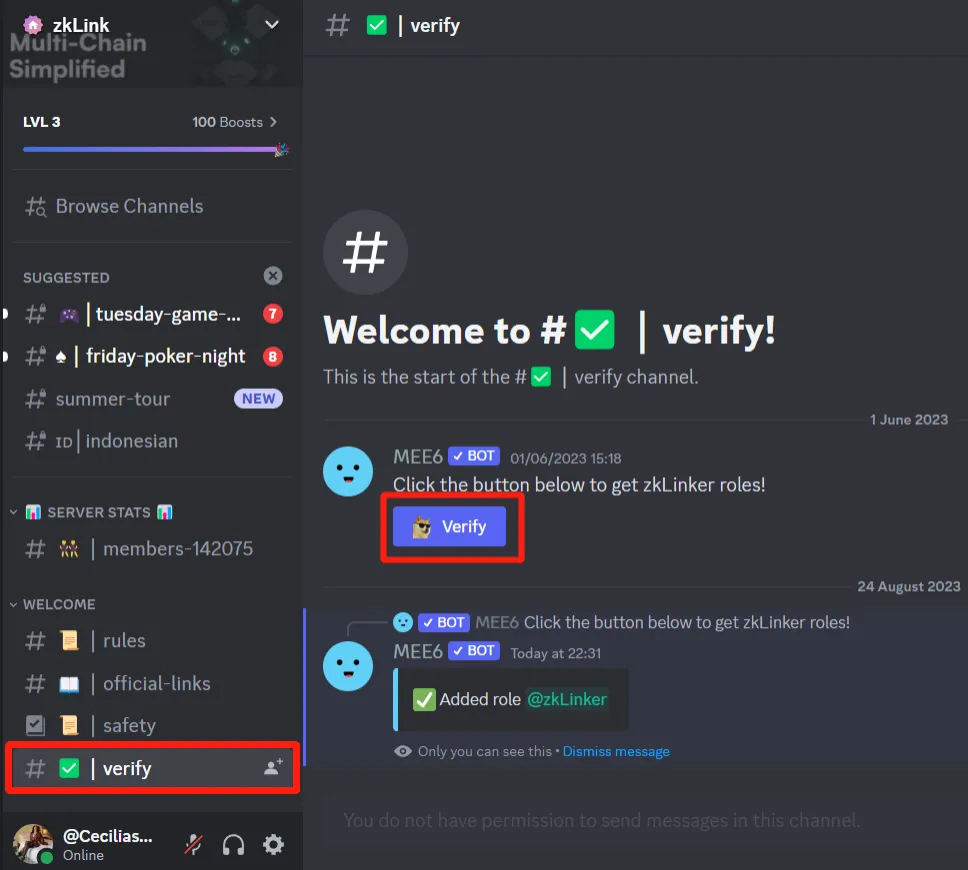 zkLink
Multi-Chain
Simplified
LVL 3
100 Boosts
Browse Channels
SUGGESTED
| tuesday-game-...
7
| friday-poker-night
8
summer-tour
NEW
ID | indonesian
SERVER STATS
| members-142075
WELCOME
| rules
| official-links
| safety
# | verify
@Cecilias...
Online
# | verify
#
Welcome to # | verify!
This is the start of the # | verify channel.
1 June 2023
MEE6 ✓ BOT 01/06/2023 15:18
Click the button below to get zkLinker roles!
Verify
24 August 2023
✓ BOT MEE6 Click the button below to get zkLinker roles!
MEE6 ✓ BOT Today at 22:31
Added role @zkLinker
Only you can see this • Dismiss message
You do not have permission to send messages in this channel.